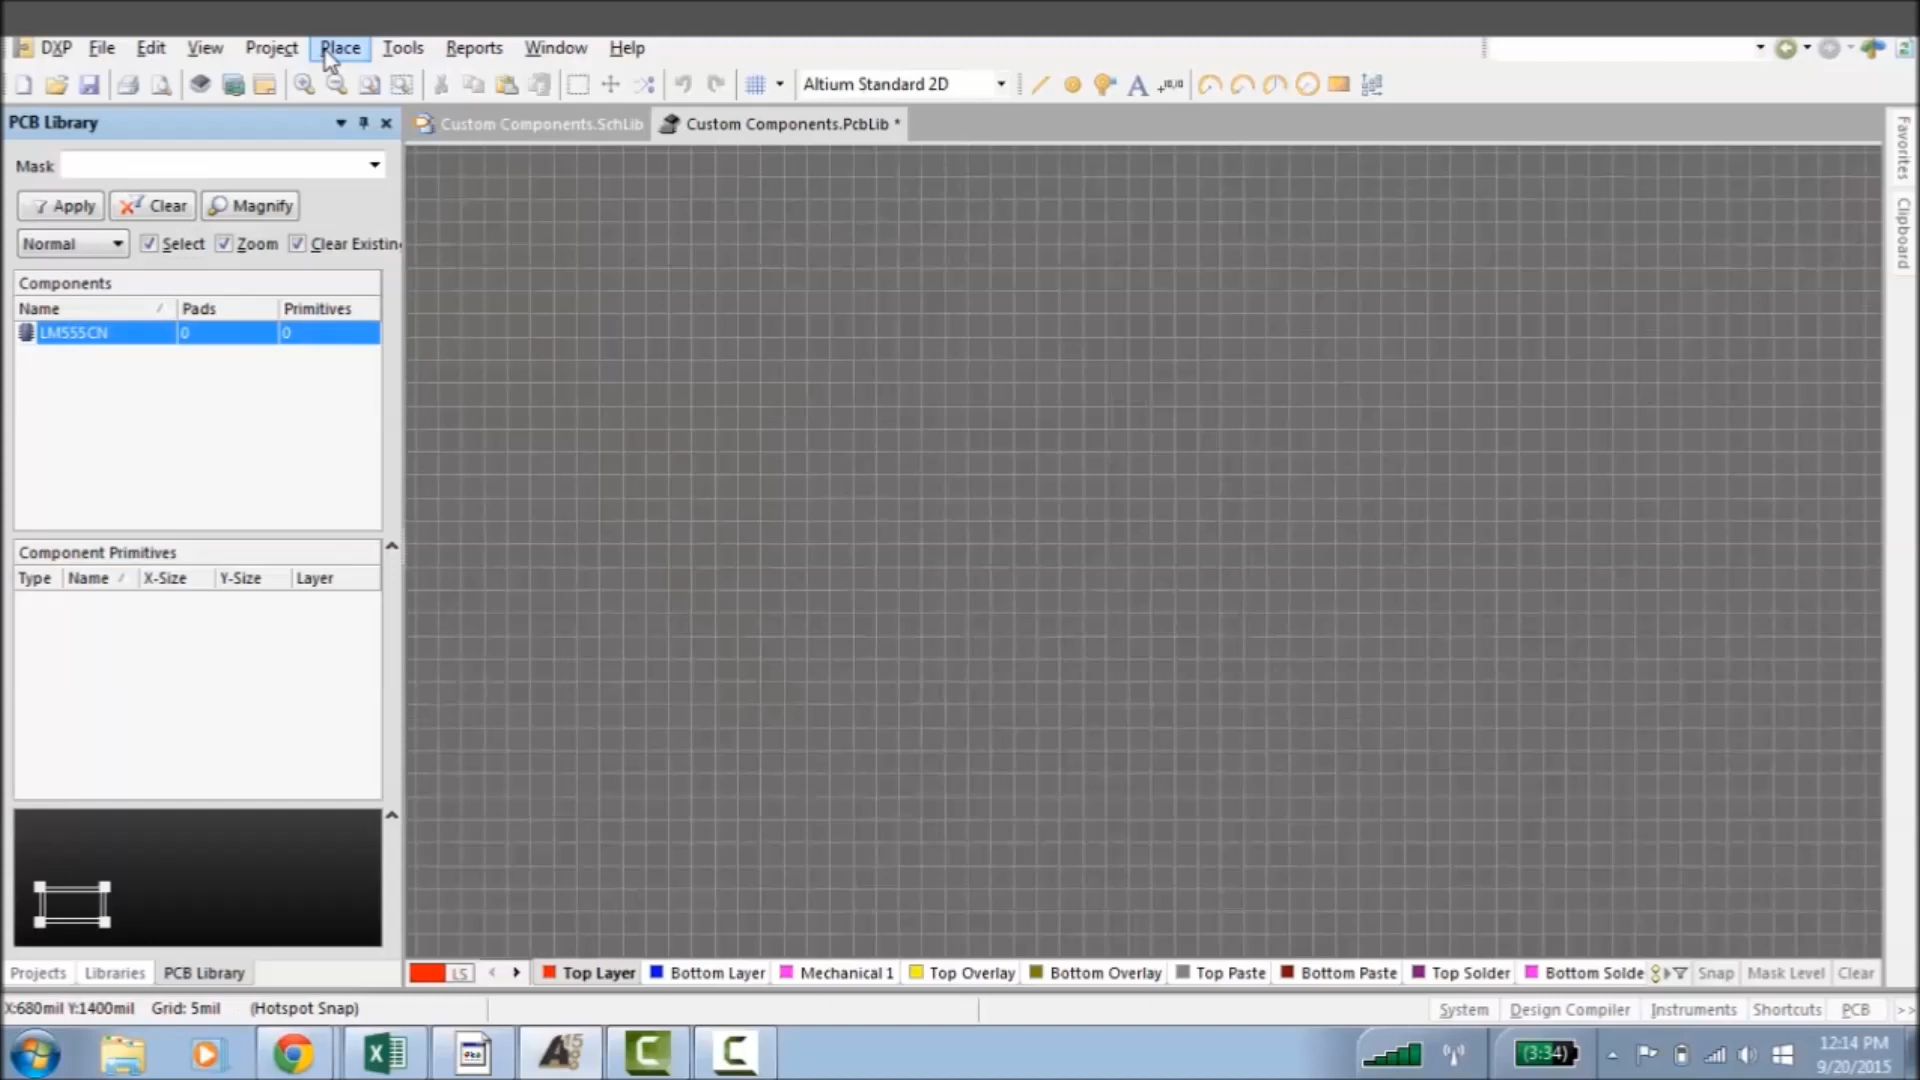 DXP File Edit View Project Place Tools Reports Window Help
Altium Standard 2D
PCB Library
Custom Components.SchLib Custom Components.PcbLib *
Mask
Apply Clear Magnify
Normal Select Zoom Clear Existin
Components
Name Pads Primitives
LM555CN 0 0
Component Primitives
Type Name X-Size Y-Size Layer
Projects Libraries PCB Library
LS Top Layer Bottom Layer Mechanical 1 Top Overlay Bottom Overlay Top Paste Bottom Paste Top Solder Bottom Solde Snap Mask Level Clear
X:680mil Y:1400mil Grid: 5mil (Hotspot Snap)
System Design Compiler Instruments Shortcuts PCB >>
Favorites
Clipboard
(3:34)
12:14 PM
9/20/2015